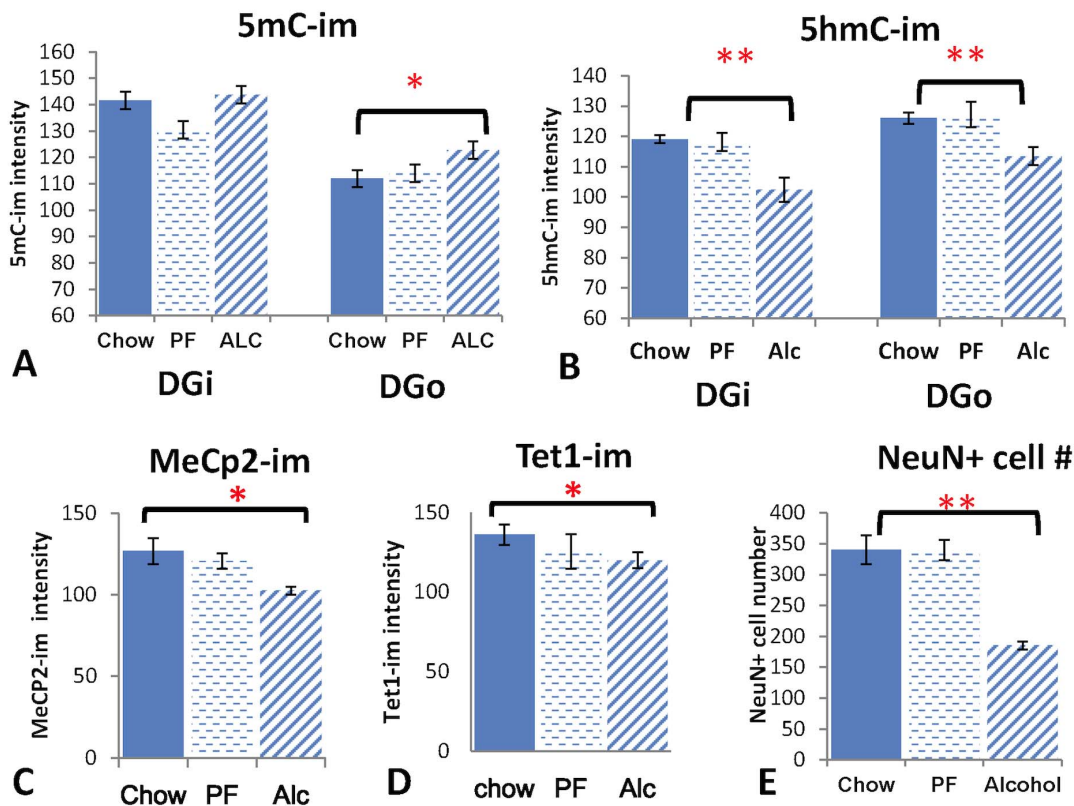 5mC-im
5mC-im intensity
160
150
140
130
120
110
100
90
80
70
60
*
Chow PF ALC Chow PF ALC
A
DGi DGo
5hmC-im
5hmC-im intensity
140
130
120
110
100
90
80
70
60
** **
Chow PF Alc Chow PF Alc
B
DGi DGo
MeCp2-im
MeCP2-im intensity
150
100
50
0
*
C
Chow PF Alc
Tet1-im
Tet1-im intensity
150
100
50
0
*
D
chow PF Alc
NeuN+ cell #
NeuN+ cell number
400
350
300
250
200
150
100
50
0
**
E
Chow PF Alcohol